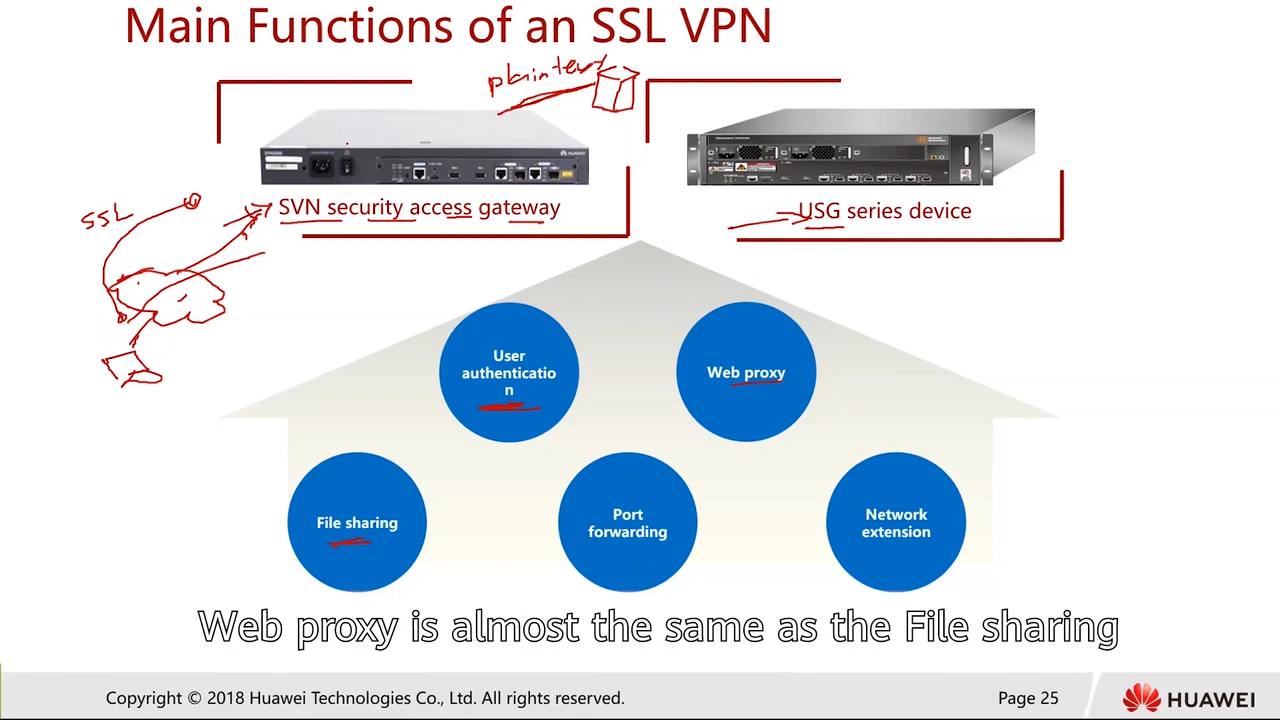 Main Functions of an SSL VPN
plaintext
HUAWEI
SSL
SVN security access gateway
USG series device
User
authenticatio
n
Web proxy
File sharing
Port
forwarding
Network
extension
Web proxy is almost the same as the File sharing
Copyright © 2018 Huawei Technologies Co., Ltd. All rights reserved.
Page 25
HUAWEI